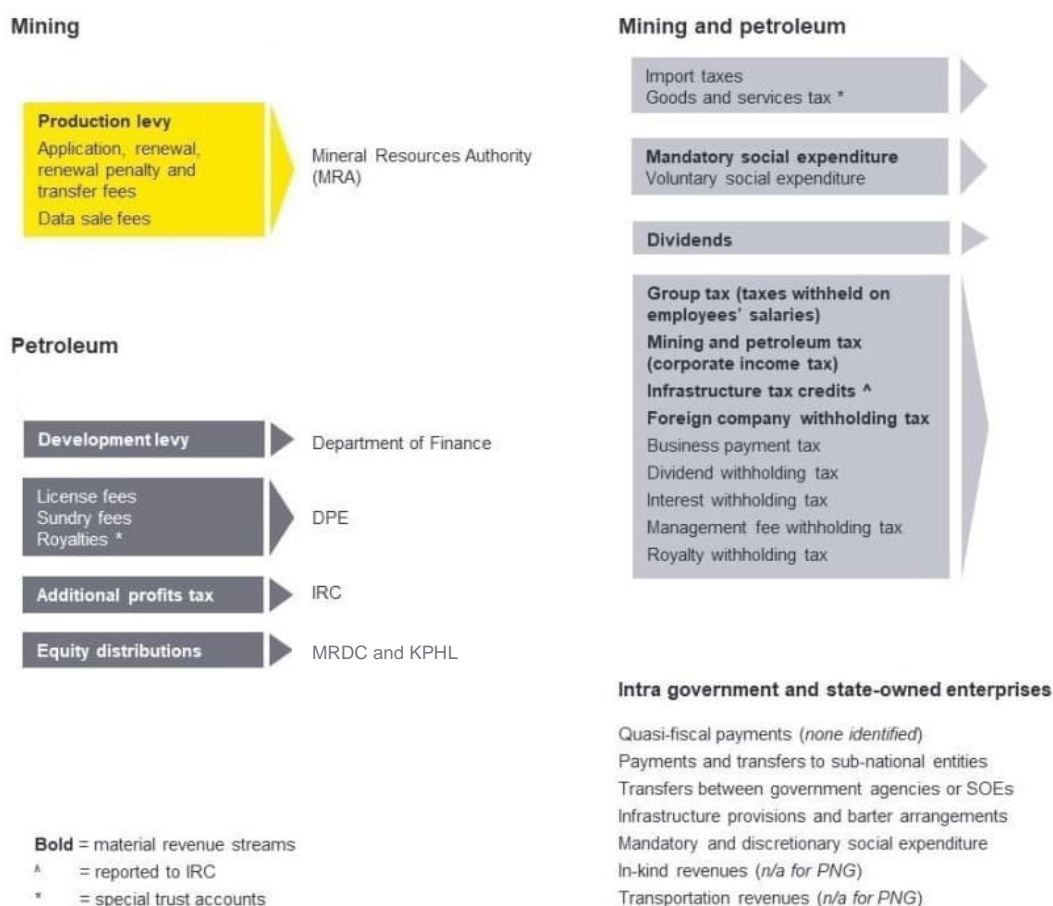 Mining
Production levy
Application, renewal,
renewal penalty and
transfer fees
Data sale fees
Mineral Resources Authority
(MRA)
Petroleum
Development levy
Department of Finance
License fees
Sundry fees
Royalties *
DPE
Additional profits tax
IRC
Equity distributions
MRDC and KPHL
Bold = material revenue streams
^ = reported to IRC
* = special trust accounts
Mining and petroleum
Import taxes
Goods and services tax *
Mandatory social expenditure
Voluntary social expenditure
Dividends
Group tax (taxes withheld on
employees' salaries)
Mining and petroleum tax
(corporate income tax)
Infrastructure tax credits ^
Foreign company withholding tax
Business payment tax
Dividend withholding tax
Interest withholding tax
Management fee withholding tax
Royalty withholding tax
Intra government and state-owned enterprises
Quasi-fiscal payments (none identified)
Payments and transfers to sub-national entities
Transfers between government agencies or SOEs
Infrastructure provisions and barter arrangements
Mandatory and discretionary social expenditure
In-kind revenues (n/a for PNG)
Transportation revenues (n/a for PNG)